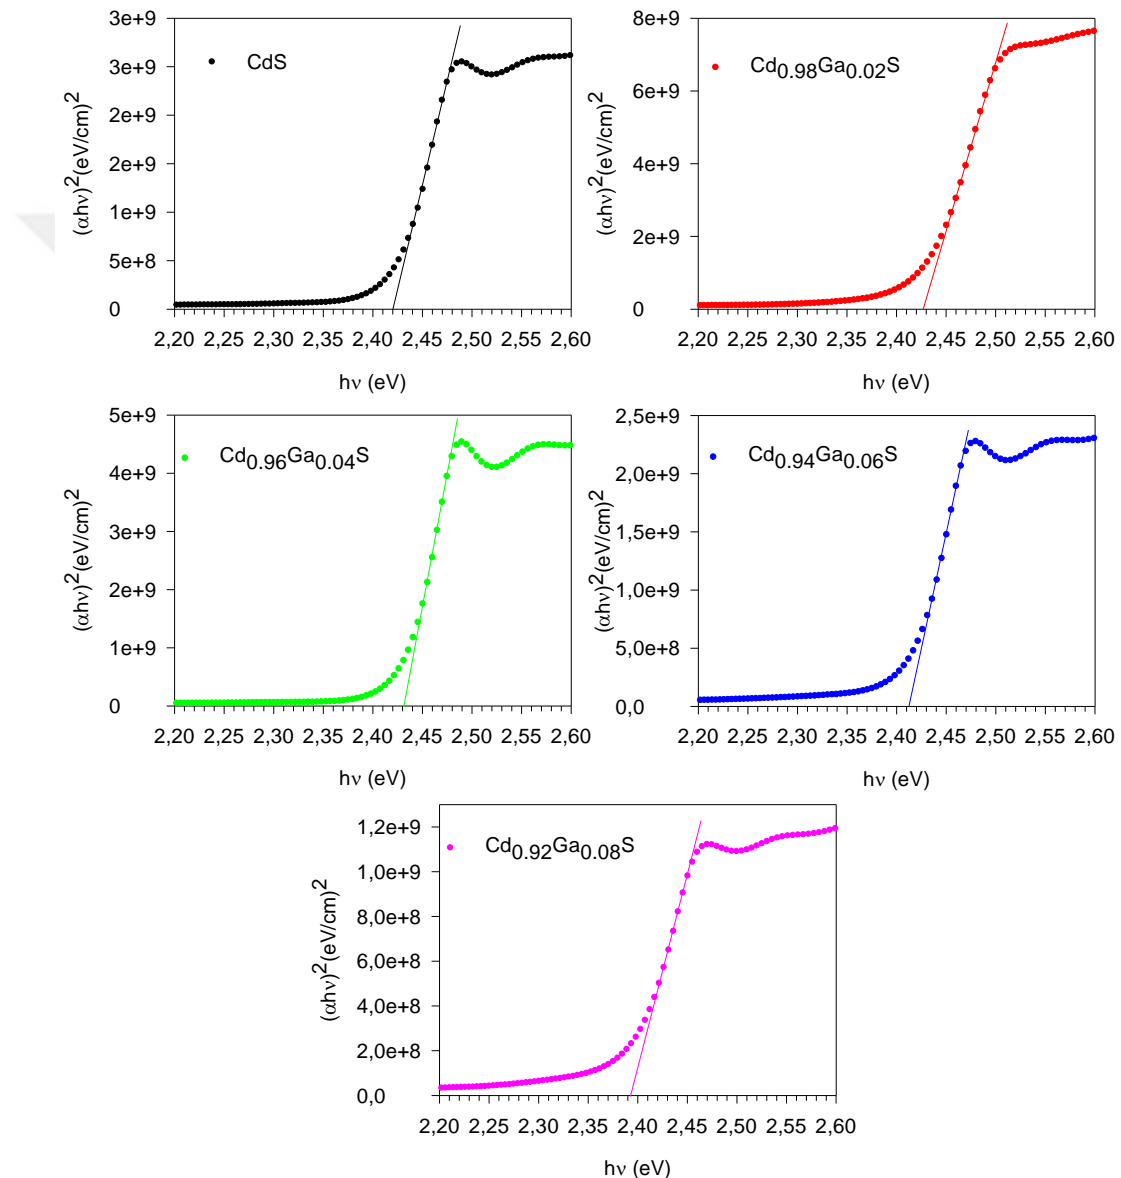 3e+9
3e+9
2e+9
2e+9
1e+9
5e+8
0
(αhν)2(eV/cm)2
CdS
2,20 2,25 2,30 2,35 2,40 2,45 2,50 2,55 2,60
hν (eV)
8e+9
6e+9
4e+9
2e+9
0
(αhν)2(eV/cm)2
Cd0.98Ga0.02S
2,20 2,25 2,30 2,35 2,40 2,45 2,50 2,55 2,60
hν (eV)
5e+9
4e+9
3e+9
2e+9
1e+9
0
(αhν)2(eV/cm)2
Cd0.96Ga0.04S
2,20 2,25 2,30 2,35 2,40 2,45 2,50 2,55 2,60
hν (eV)
2,5e+9
2,0e+9
1,5e+9
1,0e+9
5,0e+8
0,0
(αhν)2(eV/cm)2
Cd0.94Ga0.06S
2,20 2,25 2,30 2,35 2,40 2,45 2,50 2,55 2,60
hν (eV)
1,2e+9
1,0e+9
8,0e+8
6,0e+8
4,0e+8
2,0e+8
0,0
(αhν)2(eV/cm)2
Cd0.92Ga0.08S
2,20 2,25 2,30 2,35 2,40 2,45 2,50 2,55 2,60
hν (eV)